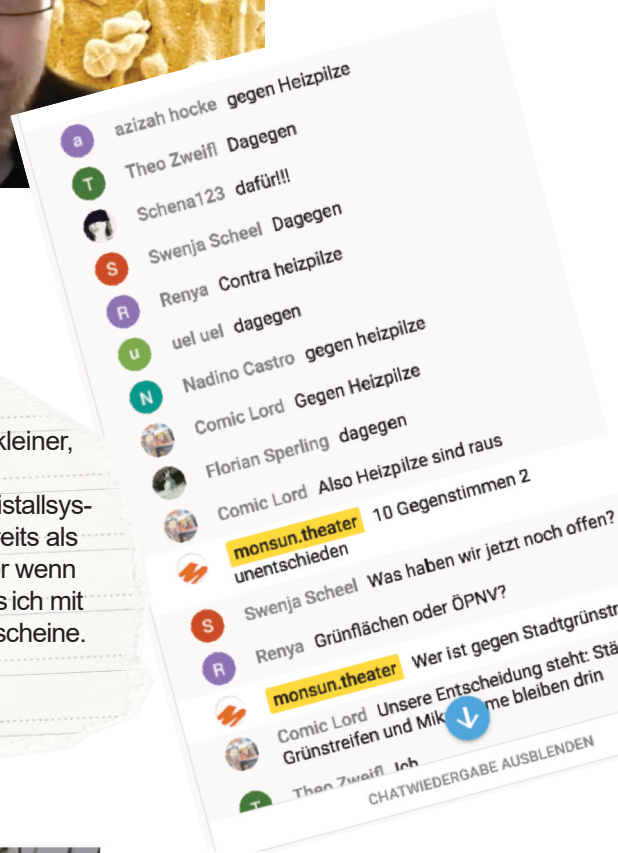 azizah hocke gegen Heizpilze
Theo Zweifl Dagegen
Schena123 dafür!!!
Swenja Scheel Dagegen
Renya Contra heizpilze
uel uel dagegen
Nadino Castro gegen heizpilze
Comic Lord Gegen Heizpilze
Florian Sperling dagegen
Comic Lord Also Heizpilze sind raus
monsun.theater 10 Gegenstimmen 2
unentschieden
Swenja Scheel Was haben wir jetzt noch offen?
Renya Grünflächen oder ÖPNV?
monsun.theater Wer ist gegen Stadtgrünstr
Comic Lord Unsere Entscheidung steht: Stä
Grünstreifen und Mik me bleiben drin
Theo Zweifl Ich
CHATWIEDERGABE AUSBLENDEN
kleiner,
istallsys-
reits als
r wenn
s ich mit
scheine.